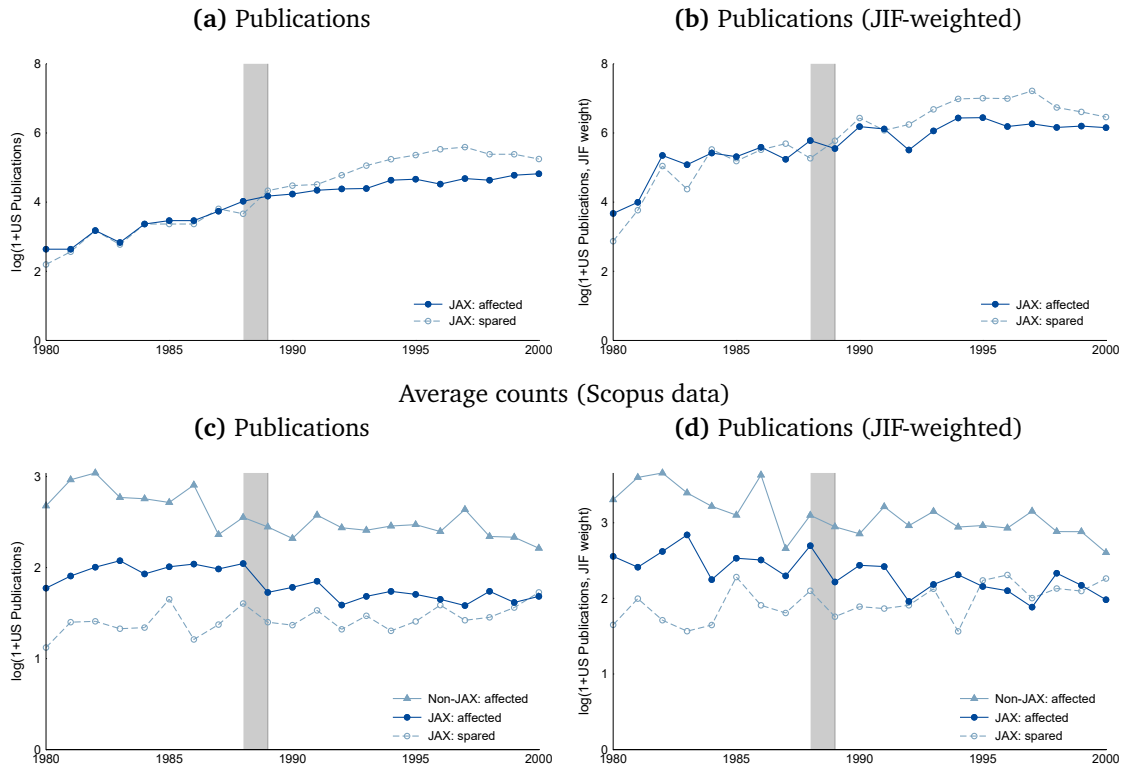 (a) Publications
(b) Publications (JIF-weighted)
log(1+US Publications)
8
6
4
2
0
1980 1985 1990 1995 2000
JAX: affected
JAX: spared
log(1+US Publications, JIF weight)
8
6
4
2
0
1980 1985 1990 1995 2000
JAX: affected
JAX: spared
Average counts (Scopus data)
(c) Publications
(d) Publications (JIF-weighted)
log(1+US Publications)
3
2
1
0
1980 1985 1990 1995 2000
Non-JAX: affected
JAX: affected
JAX: spared
log(1+US Publications, JIF weight)
3
2
1
0
1980 1985 1990 1995 2000
Non-JAX: affected
JAX: affected
JAX: spared